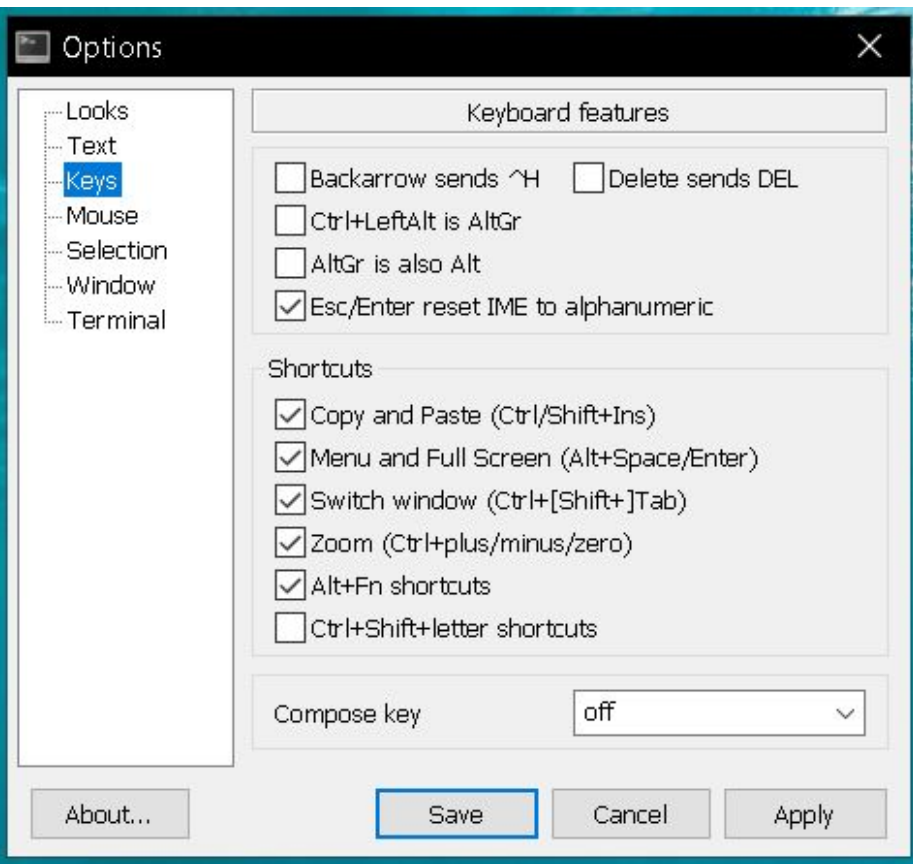 Options
Looks
Text
Keys
Mouse
Selection
Window
Terminal
Keyboard features
Backarrow sends ^H Delete sends DEL
Ctrl+LeftAlt is AltGr
AltGr is also Alt
Esc/Enter reset IME to alphanumeric
Shortcuts
Copy and Paste (Ctrl/Shift+Ins)
Menu and Full Screen (Alt+Space/Enter)
Switch window (Ctrl+[Shift+]Tab)
Zoom (Ctrl+plus/minus/zero)
Alt+Fn shortcuts
Ctrl+Shift+letter shortcuts
Compose key off
About... Save Cancel Apply